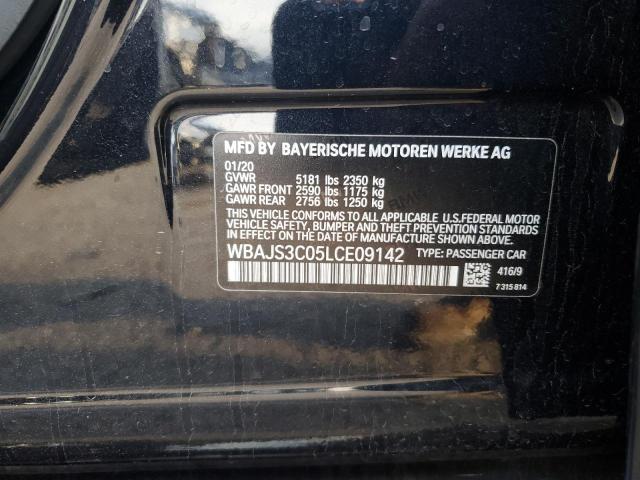 MFD BY BAYERISCHE MOTOREN WERKE AG
01/20
GVWR 5181 lbs 2350 kg
GAWR FRONT 2590 lbs 1175 kg
GAWR REAR 2756 lbs 1250 kg
THIS VEHICLE CONFORMS TO ALL APPLICABLE U.S.FEDERAL MOTOR
VEHICLE SAFETY, BUMPER AND THEFT PREVENTION STANDARDS IN
EFFECT ON THE DATE OF MANUFACTURE SHOWN ABOVE.
WBAJS3C05LCE09142 TYPE: PASSENGER CAR
416/9
7 315 814